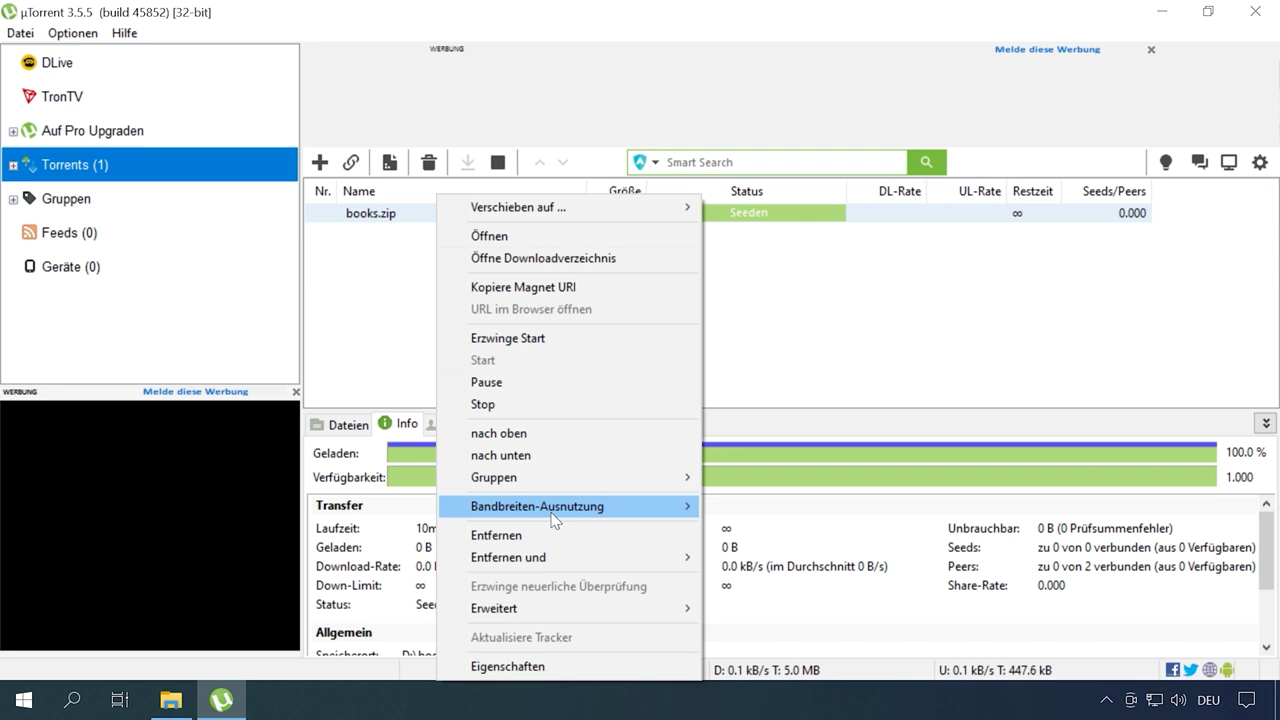 µTorrent 3.5.5 (build 45852) [32-bit]
Datei Optionen Hilfe
WERBUNG Melde diese Werbung
DLive
TronTV
Auf Pro Upgraden
Torrents (1)
Gruppen
Feeds (0)
Geräte (0)
WERBUNG Melde diese Werbung
Smart Search
Nr. Name Größe Status DL-Rate UL-Rate Restzeit Seeds/Peers
books.zip Seeden ∞ 0.000
Verschieben auf ...
Öffnen
Öffne Downloadverzeichnis
Kopiere Magnet URI
URL im Browser öffnen
Erzwinge Start
Start
Pause
Stop
nach oben
nach unten
Gruppen
Bandbreiten-Ausnutzung
Entfernen
Entfernen und
Erzwinge neuerliche Überprüfung
Erweitert
Aktualisiere Tracker
Eigenschaften
Dateien Info
Geladen: 100.0 %
Verfügbarkeit: 1.000
Transfer
Laufzeit: 10m ∞ Unbrauchbar: 0 B (0 Prüfsummenfehler)
Geladen: 0 B 0 B Seeds: zu 0 von 0 verbunden (aus 0 Verfügbaren)
Download-Rate: 0.0 0.0 kB/s (im Durchschnitt 0 B/s) Peers: zu 0 von 2 verbunden (aus 0 Verfügbaren)
Down-Limit: ∞ ∞ Share-Rate: 0.000
Status: See
Allgemein
D: 0.1 kB/s T: 5.0 MB U: 0.1 kB/s T: 447.6 kB
DEU